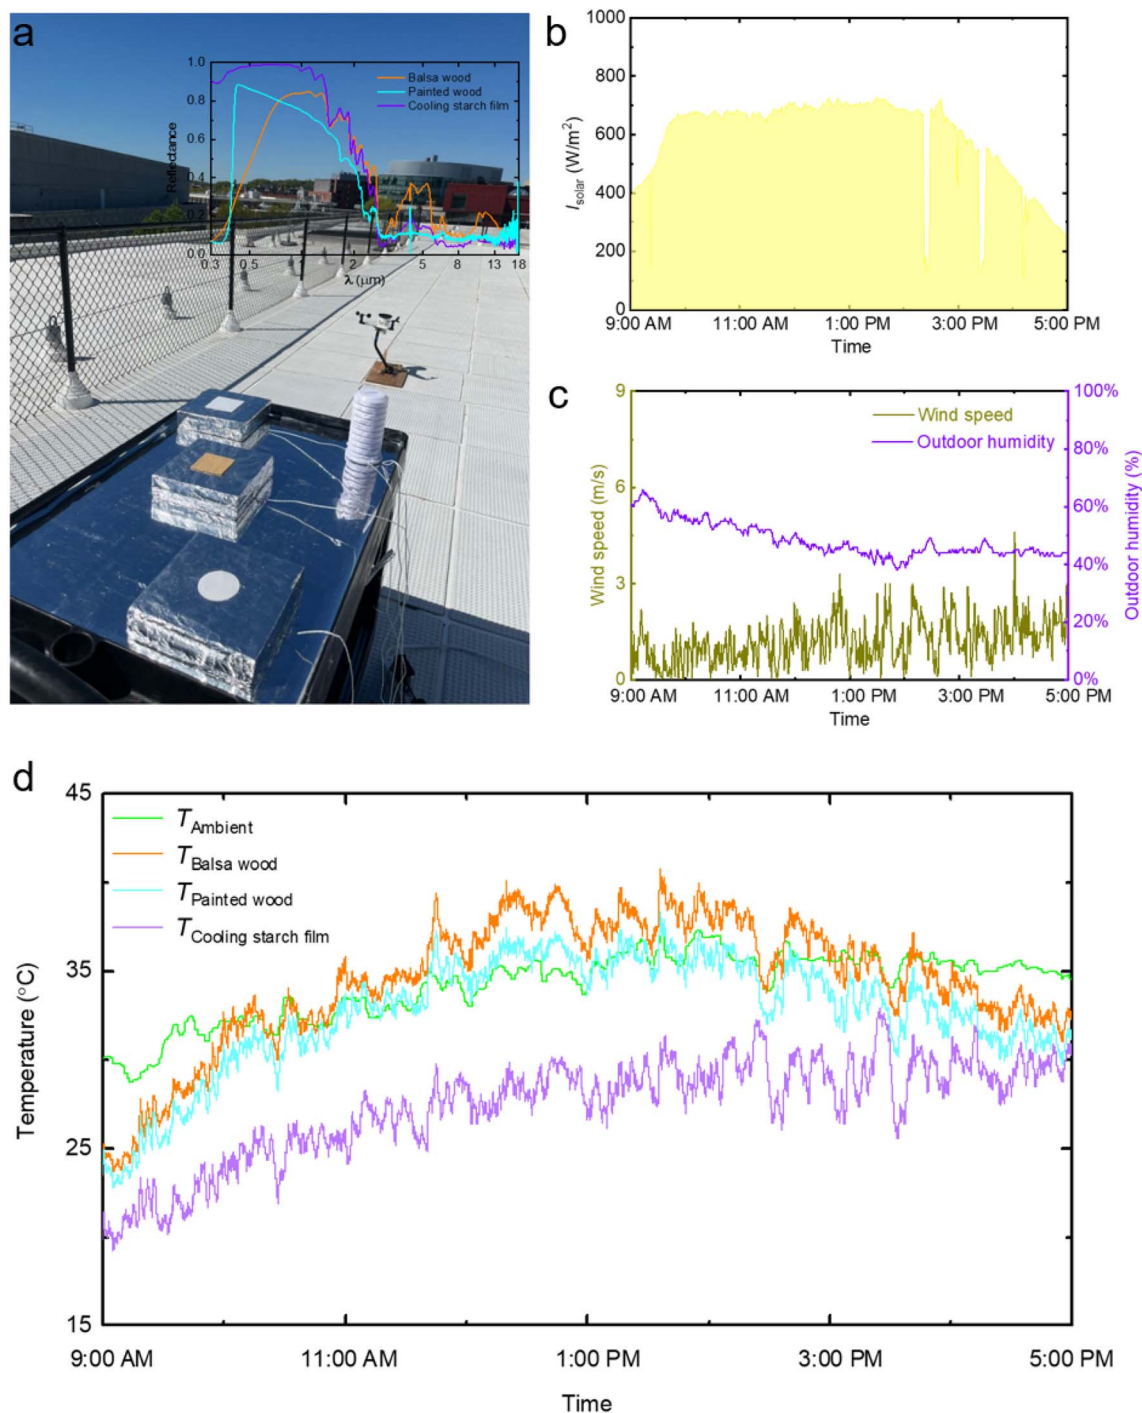 a
1.0
0.8
0.6
0.4
0.2
0.0
Reflectance
Balsa wood
Painted wood
Cooling starch film
0.3 0.5 1 2 5 8 13 18
λ (μm)
b
1000
800
600
400
200
0
I solar (W/m²)
9:00 AM 11:00 AM 1:00 PM 3:00 PM 5:00 PM
Time
c
9
6
3
0
Wind speed (m/s)
Wind speed
Outdoor humidity
100%
80%
60%
40%
20%
0%
Outdoor humidity (%)
9:00 AM 11:00 AM 1:00 PM 3:00 PM 5:00 PM
Time
d
45
35
25
15
Temperature (°C)
T Ambient
T Balsa wood
T Painted wood
T Cooling starch film
9:00 AM 11:00 AM 1:00 PM 3:00 PM 5:00 PM
Time